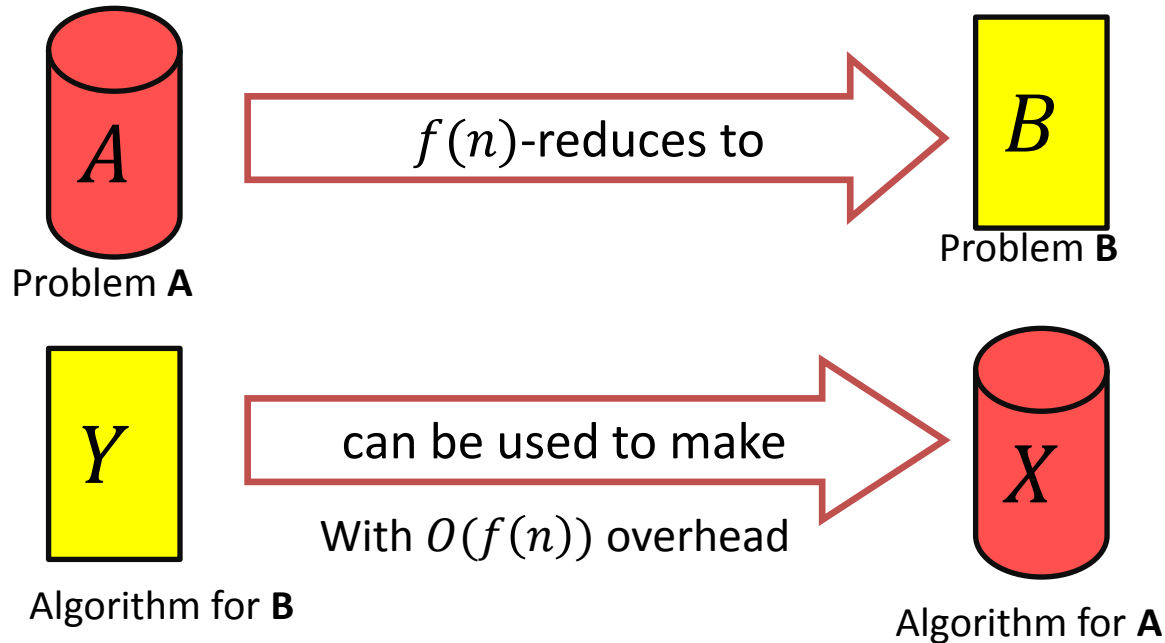 A
f(n)-reduces to
B
Problem A
Problem B
Y
can be used to make
X
With O(f(n)) overhead
Algorithm for B
Algorithm for A